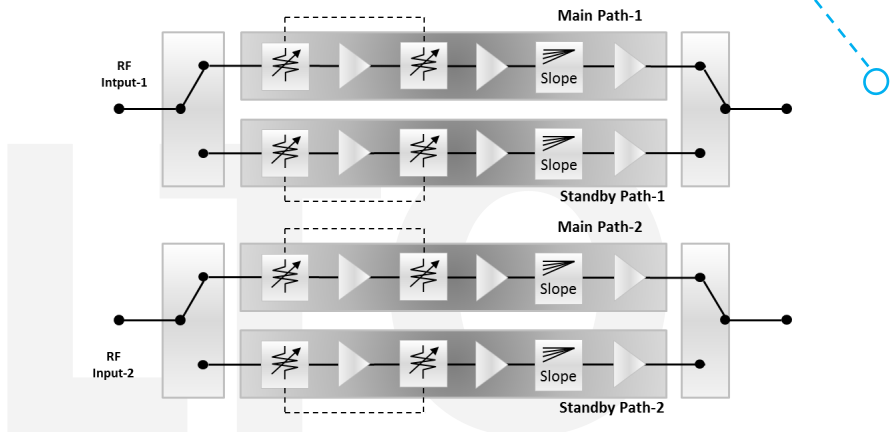 Main Path-1
RF
Intput-1
Slope
Slope
Standby Path-1
Main Path-2
Slope
RF
Input-2
Slope
Standby Path-2